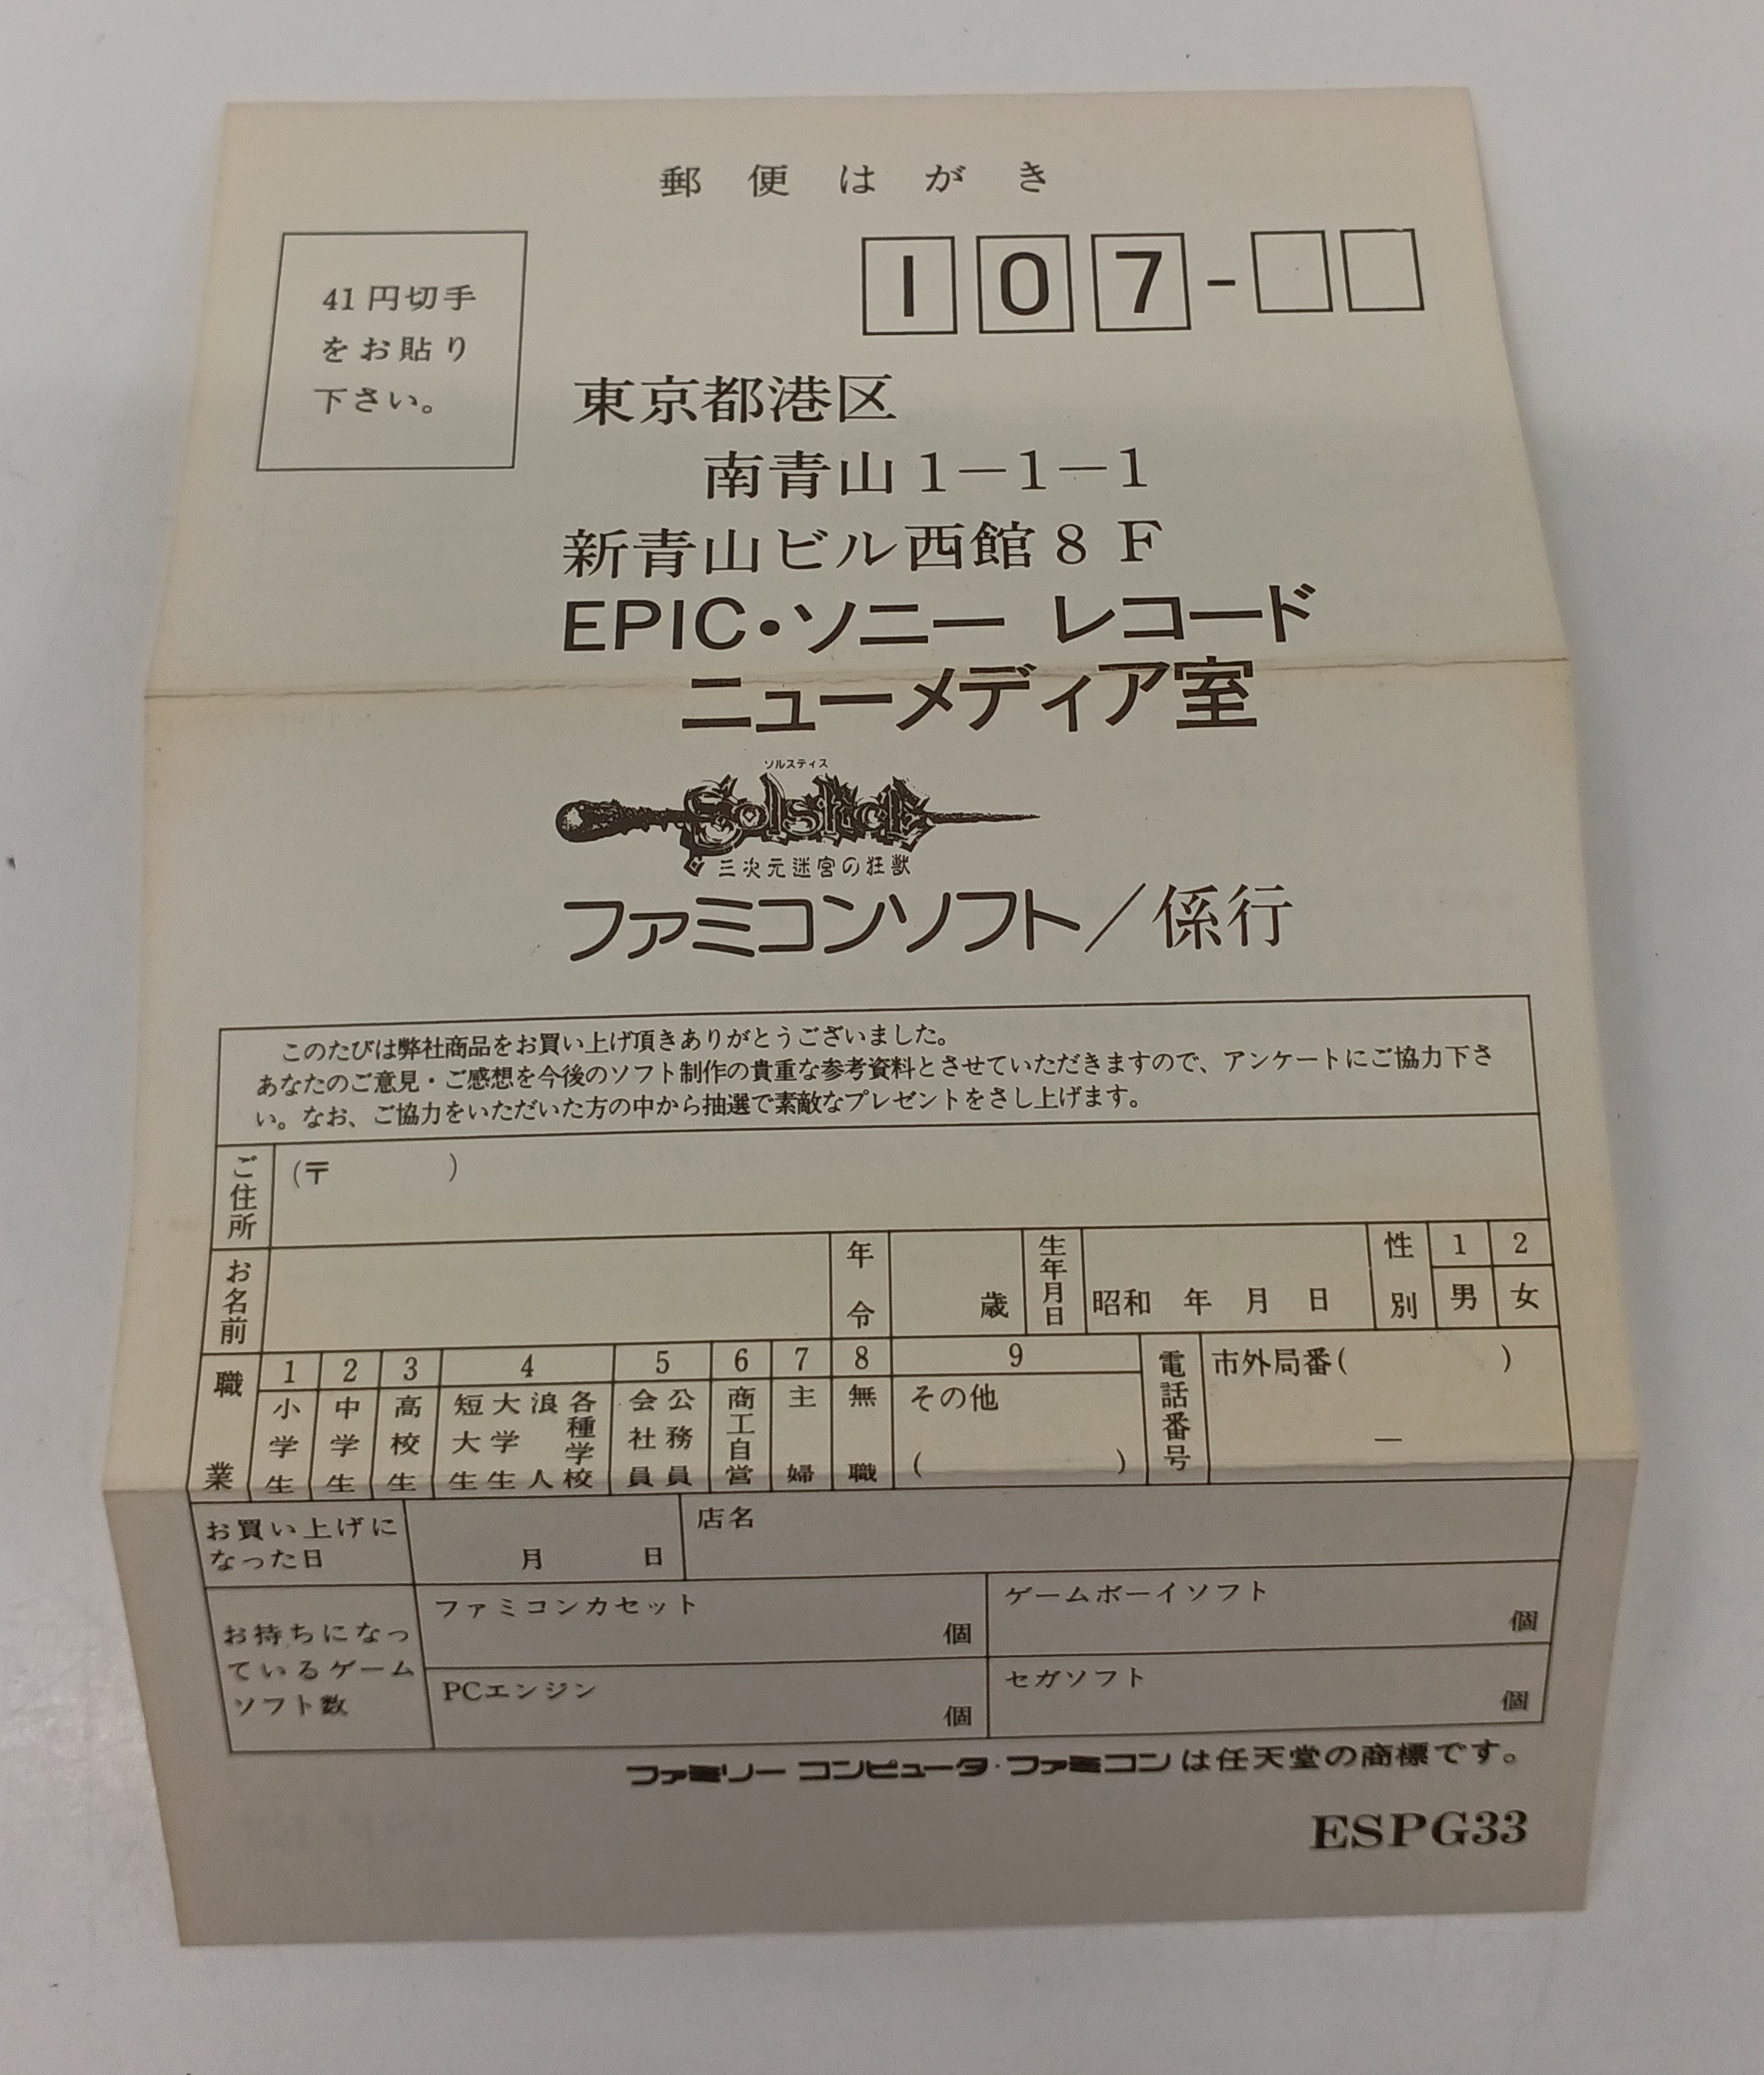 郵便はがき
41円切手
をお貼り
下さい。
107-
東京都港区
南青山1−1−1
新青山ビル西館8F
EPIC・ソニー レコード
ニューメディア室
ソルスティス
SOLSTICE
三次元迷宮の狂獣
ファミコンソフト/係行
このたびは弊社商品をお買い上げ頂きありがとうございました。
あなたのご意見・ご感想を今後のソフト制作の貴重な参考資料とさせていただきますので、アンケートにご協力下さ
い。なお、ご協力をいただいた方の中から抽選で素敵なプレゼントをさし上げます。
ご住所
(〒 )
お名前
年令
歳
生年月日
昭和 年 月 日
性別
1 男
2 女
職業
1 小学生
2 中学生
3 高校生
4 短大生 大学生 浪人 各種学校
5 会社員 公務員
6 商工自営
7 主婦
8 無職
9 その他 ( )
電話番号
市外局番( )
—
お買い上げに
なった日
月 日
店名
お持ちになっ
ているゲーム
ソフト数
ファミコンカセット 個
ゲームボーイソフト 個
PCエンジン 個
セガソフト 個
ファミリーコンピュータ・ファミコンは任天堂の商標です。
ESPG33